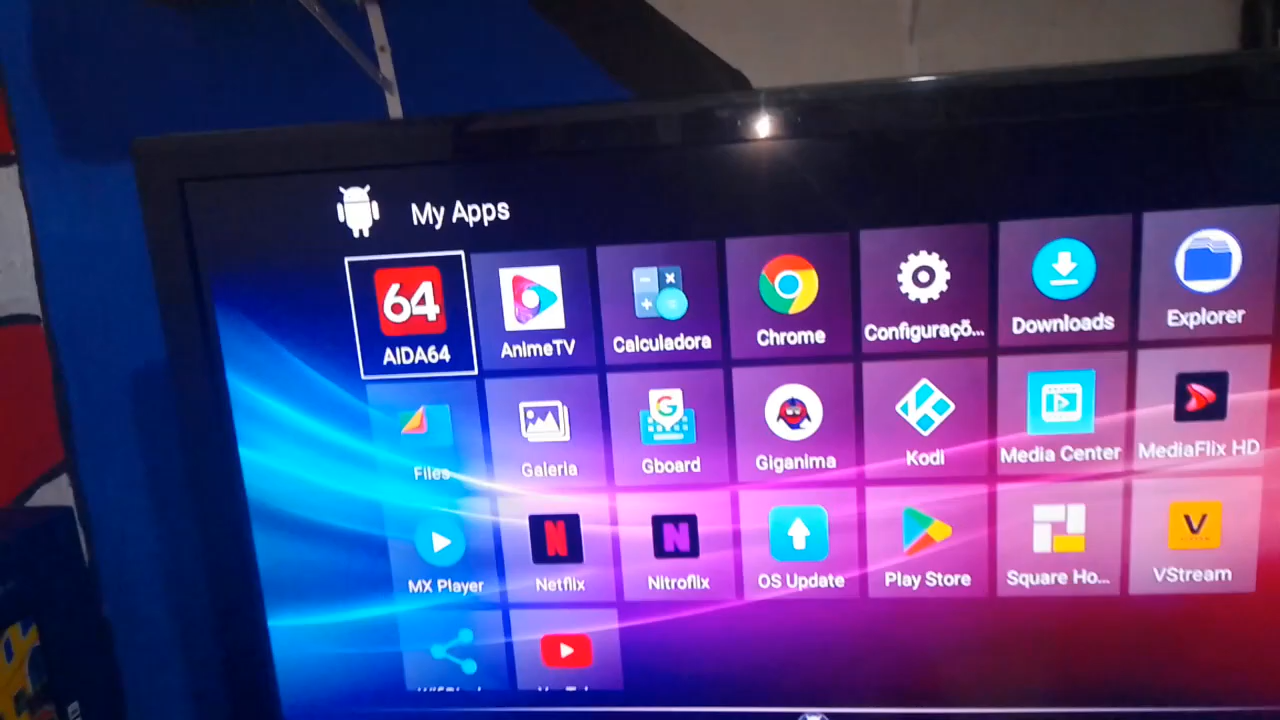 My Apps
64
AIDA64
AnimeTV
Calculadora
Chrome
Configuraçõ...
Downloads
Explorer
Files
Galeria
G
Gboard
Giganima
Kodi
Media Center
MediaFlix HD
MX Player
N
Netflix
N
Nitroflix
OS Update
Play Store
Square Ho...
V
VStream